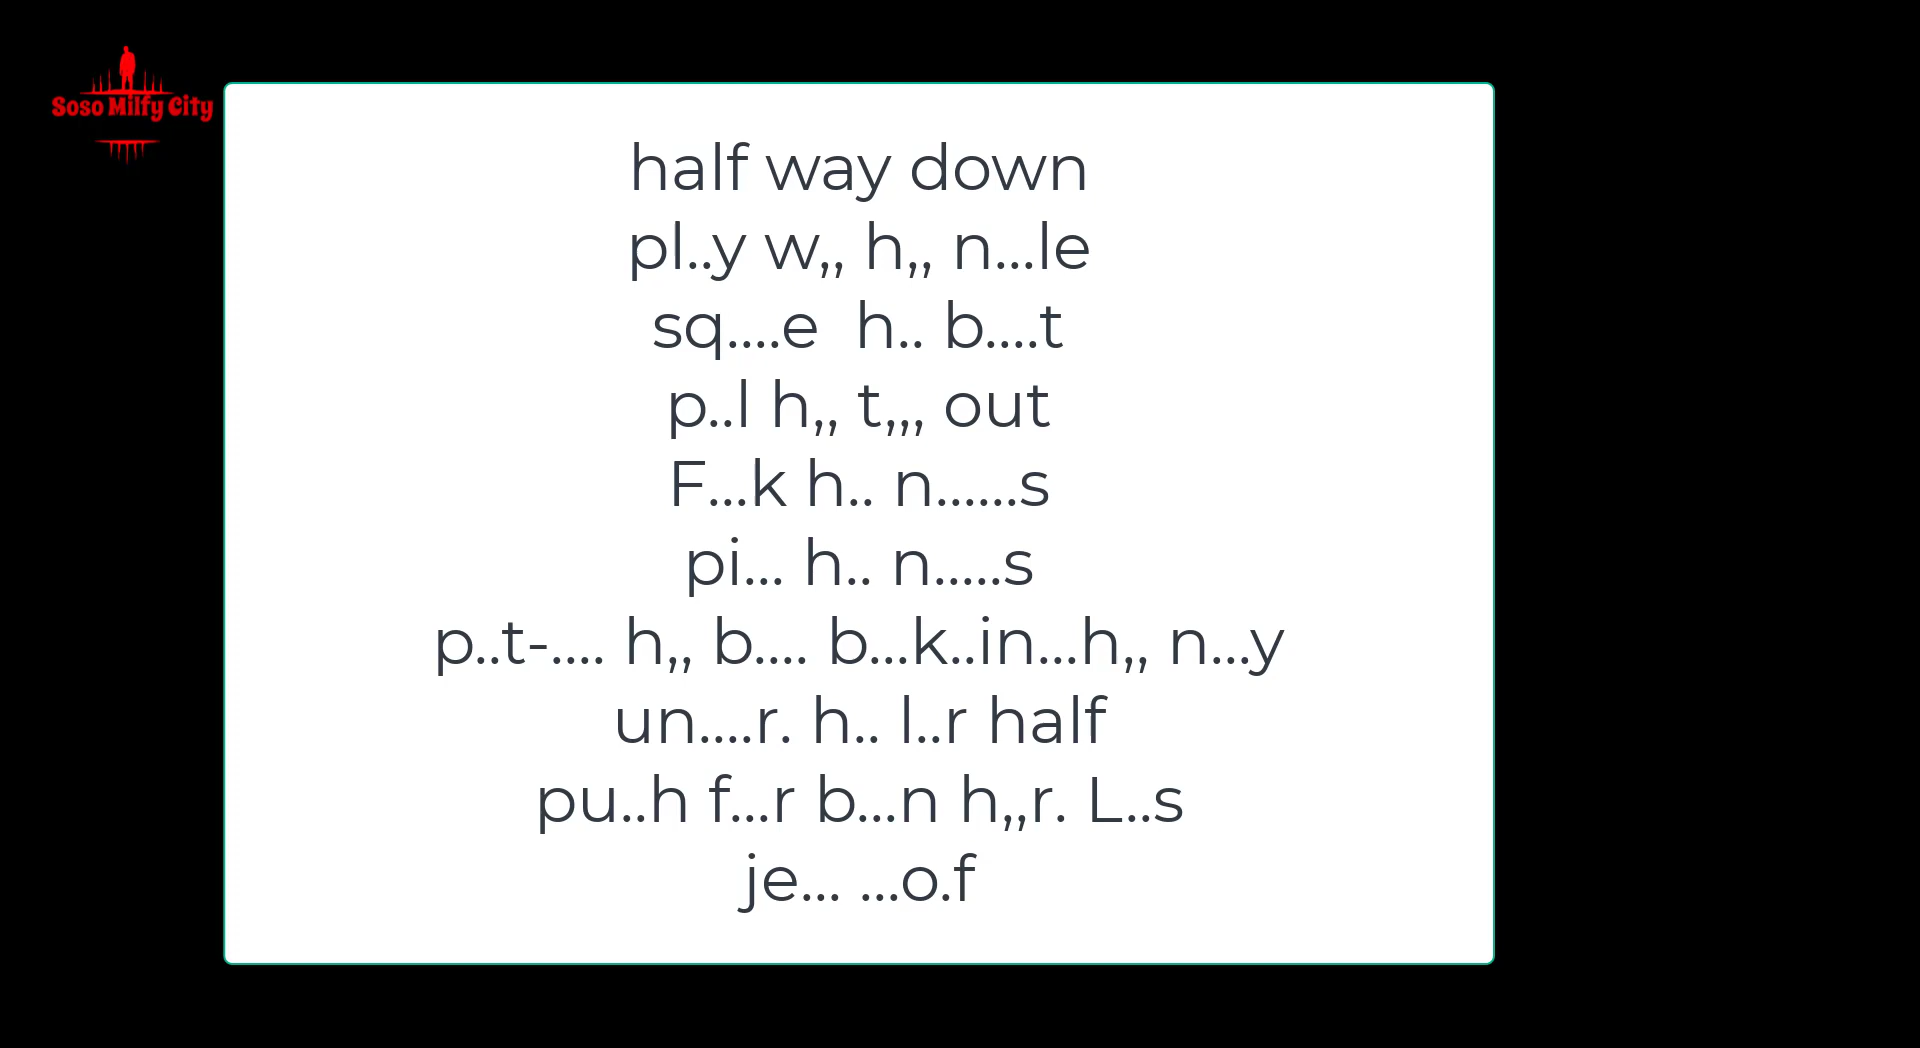 Soso Milfy City
half way down
pl..y w,, h,, n...le
sq....e  h.. b....t
p..l h,, t,,, out
F...k h.. n......s
pi... h.. n.....s
p..t-.... h,, b.... b...k..in...h,, n...y
un....r. h.. l..r half
pu..h f...r b...n h,,r. L..s
je... ...o.f